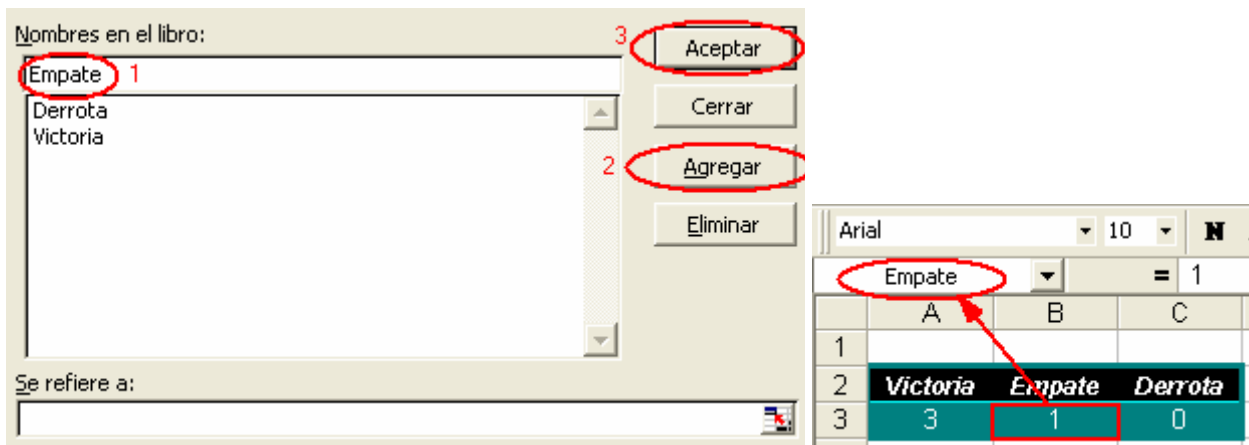 Nombres en el libro:
3 Aceptar
Empate 1
Derrota
Cerrar
Victoria
2 Agregar
Eliminar
Se refiere a:
Arial 10 N
Empate = 1
A B C
1
2 Victoria Empate Derrota
3 3 1 0